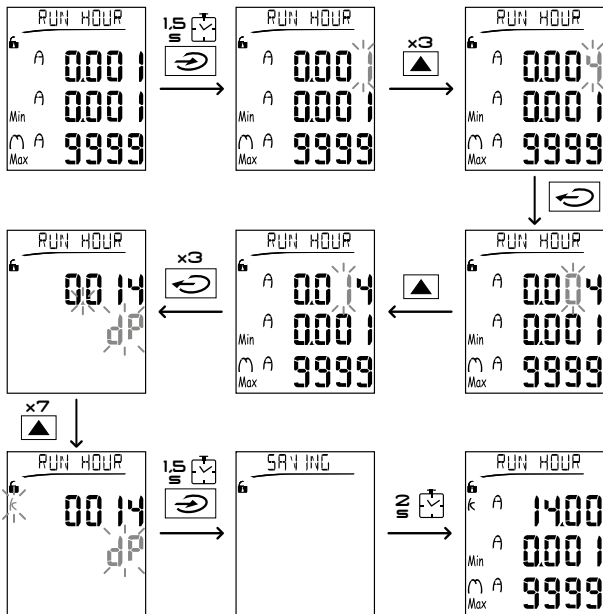 RUN HOUR
A 0.001
A 0.001
Min
A 9999
Max
1,5 s
RUN HOUR
A 0.001
A 0.001
Min
A 9999
Max
x3
RUN HOUR
A 0.004
A 0.001
Min
A 9999
Max
RUN HOUR
A 0.004
A 0.001
Min
A 9999
Max
RUN HOUR
A 0.014
A 0.001
Min
A 9999
Max
x3
RUN HOUR
0.014
dP
x7
RUN HOUR
k 0014
dP
1,5 s
SAVING
2 s
RUN HOUR
k A 14.00
A 0.001
Min
A 9999
Max